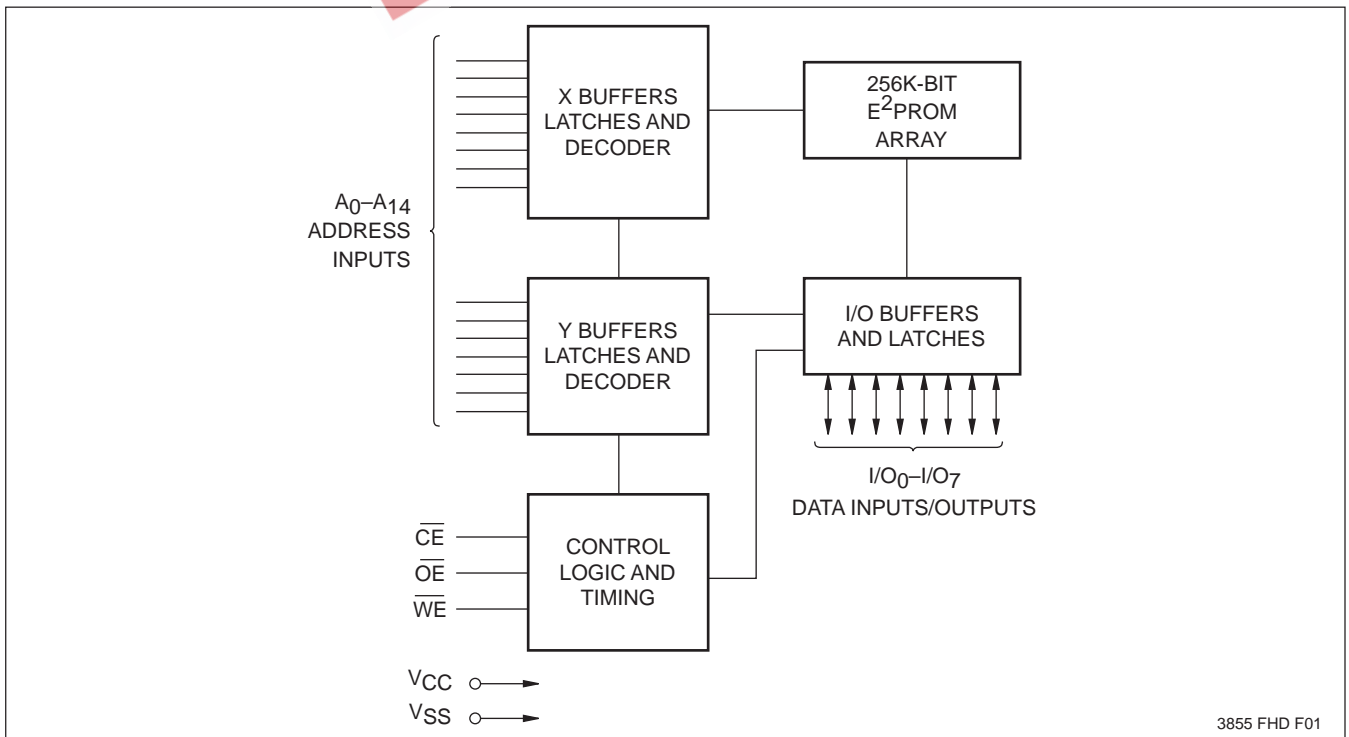 X BUFFERS
LATCHES AND
DECODER
256K-BIT
E2PROM
ARRAY
A0–A14
ADDRESS
INPUTS
Y BUFFERS
LATCHES AND
DECODER
I/O BUFFERS
AND LATCHES
I/O0–I/O7
DATA INPUTS/OUTPUTS
CE
OE
WE
CONTROL
LOGIC AND
TIMING
VCC
VSS
3855 FHD F01